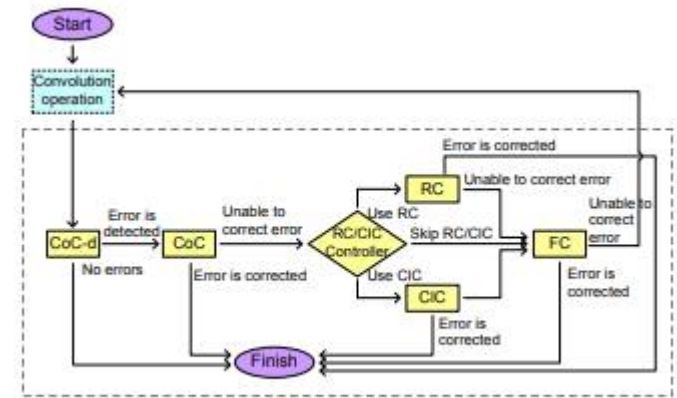 Start
Convolution
operation
Error is corrected
RC
Unable to correct error
Use RC
Error is
detected
Unable to
correct error
RC/CIC
Controller
Skip RC/CIC
Unable to
correct
error
CoC-d
CoC
FC
No errors
Error is corrected
Use CIC
CIC
Error is
corrected
Error is
corrected
Finish